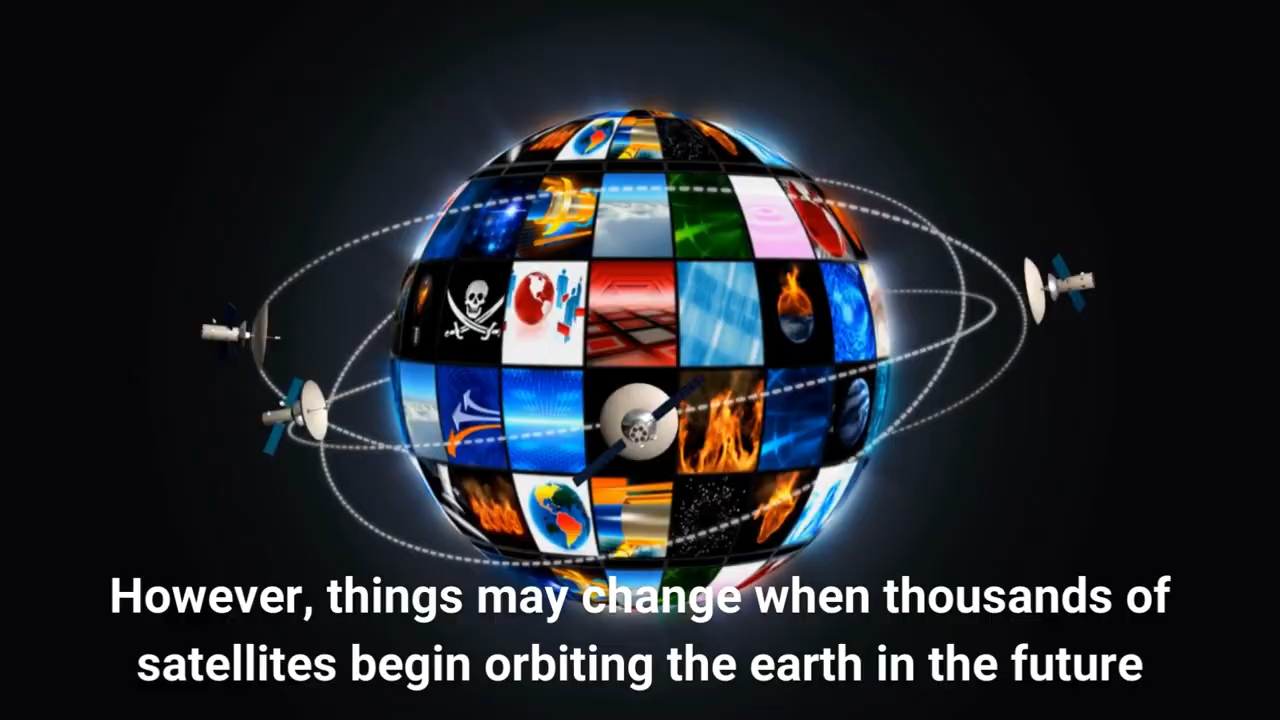 However, things may change when thousands of
satellites begin orbiting the earth in the future